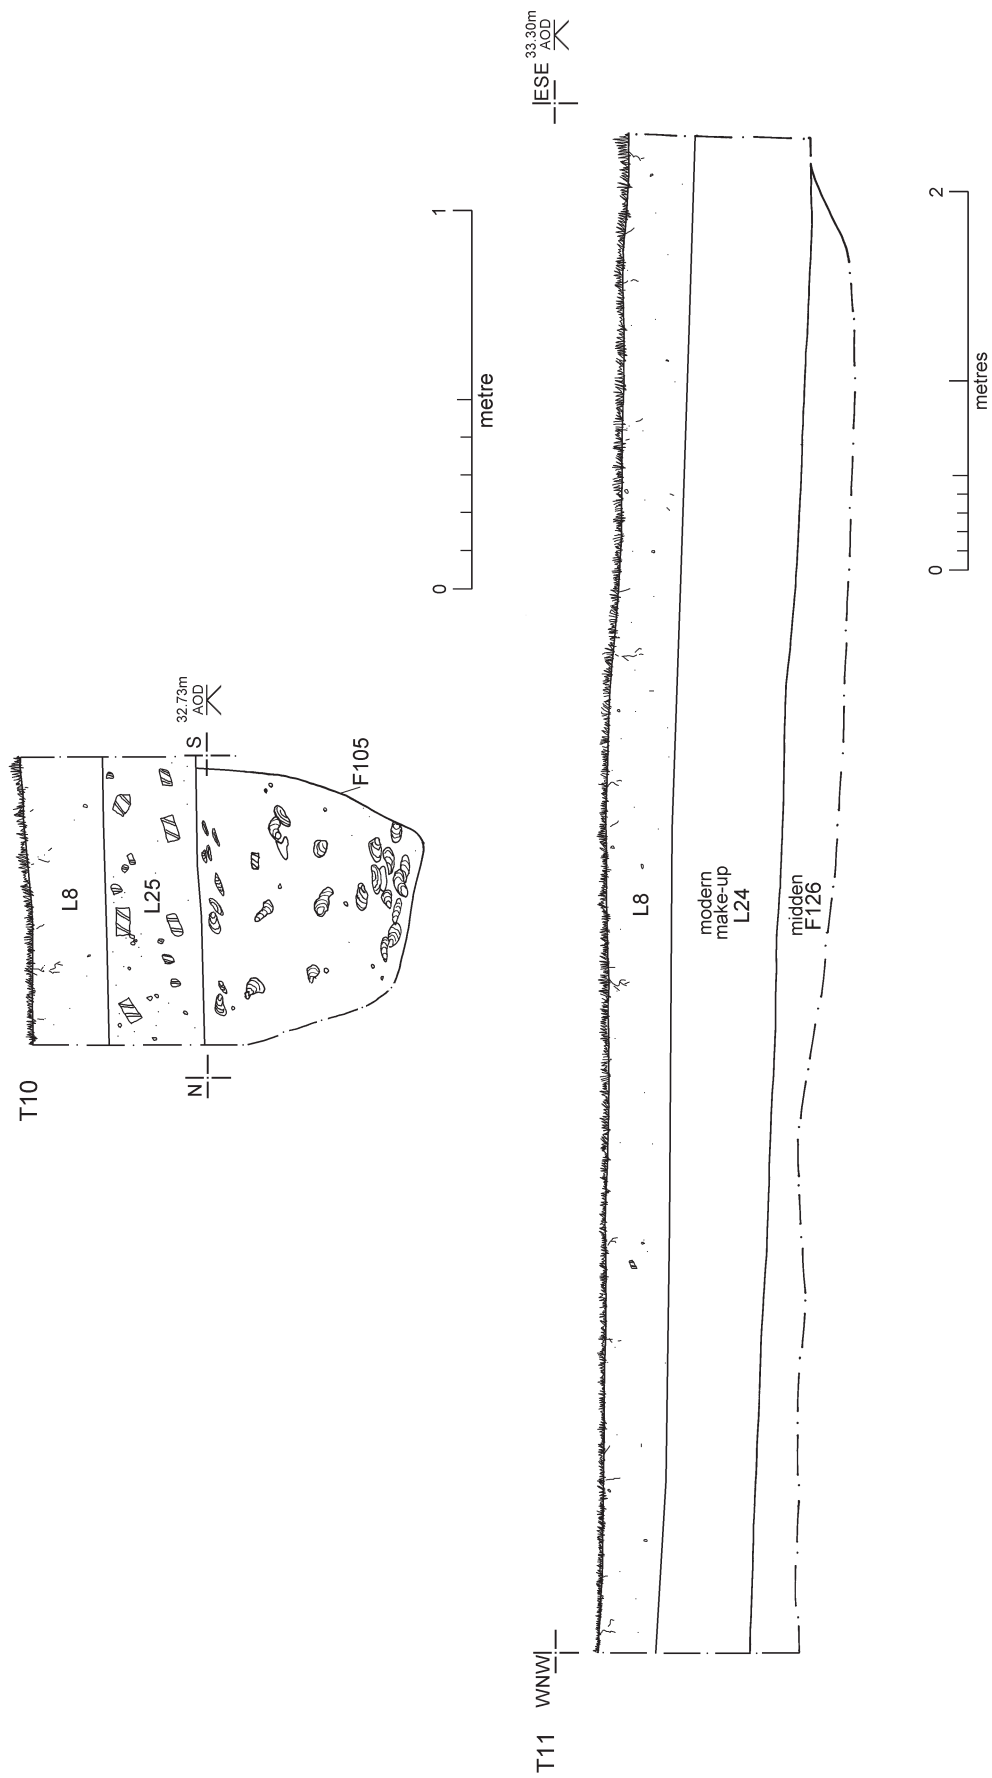 T10
N
S
32.73m
AOD
L8
L25
F105
0
1
metre
T11
WNW
ESE
33.30m
AOD
L8
modern
make-up
L24
midden
F126
0
2
metres